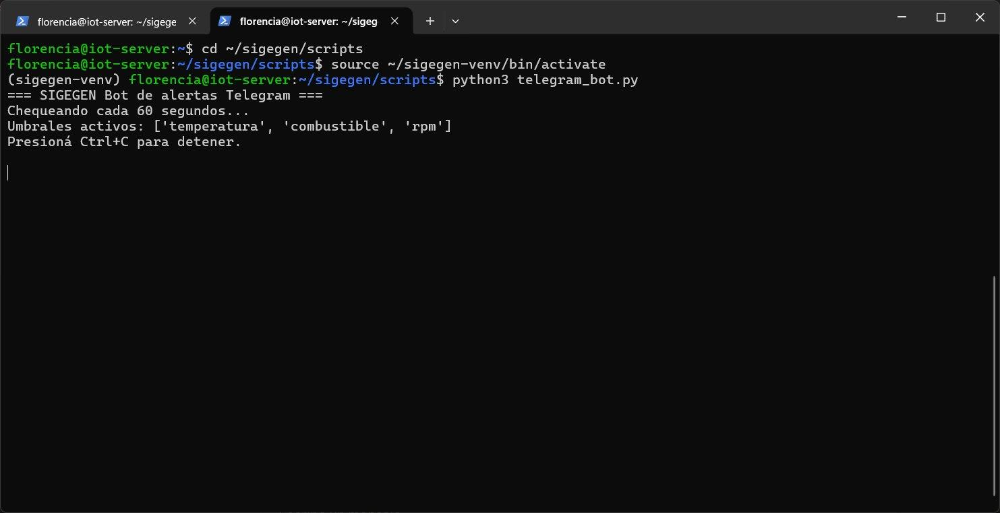 florencia@iot-server: ~/sigege
florencia@iot-server: ~/sigeg
florencia@iot-server:~$ cd ~/sigegen/scripts
florencia@iot-server:~/sigegen/scripts$ source ~/sigegen-venv/bin/activate
(sigegen-venv) florencia@iot-server:~/sigegen/scripts$ python3 telegram_bot.py
=== SIGEGEN Bot de alertas Telegram ===
Chequeando cada 60 segundos...
Umbrales activos: ['temperatura', 'combustible', 'rpm']
Presioná Ctrl+C para detener.